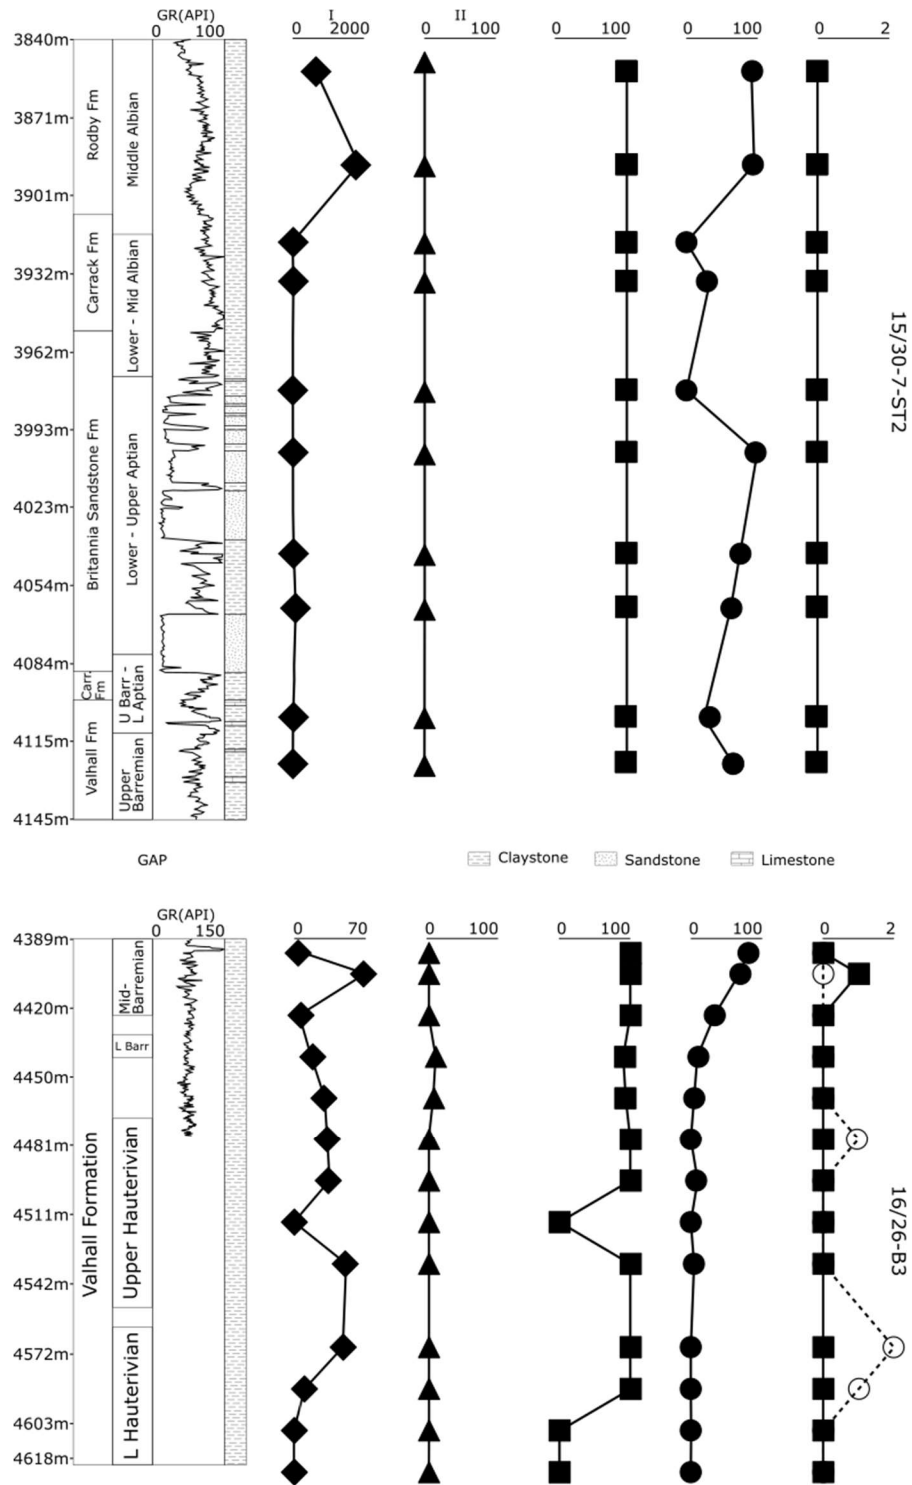 GR(API)
0 100
I
0 2000
II
0 100
0 100
0 100
0 2
3840m
3871m
3901m
3932m
3962m
3993m
4023m
4054m
4084m
4115m
4145m
Rodby Fm
Carrack Fm
Britannia Sandstone Fm
Carr.
Fm
Valhall Fm
Middle Albian
Lower - Mid Albian
Lower - Upper Aptian
U Barr -
L Aptian
Upper
Barremian
15/30-7-ST2
GAP
Claystone
Sandstone
Limestone
GR(API)
0 150
0 70
0 100
0 100
0 100
0 2
4389m
4420m
4450m
4481m
4511m
4542m
4572m
4603m
4618m
Valhall Formation
Mid-
Barremian
L Barr
Upper Hauterivian
L Hauterivian
16/26-B3